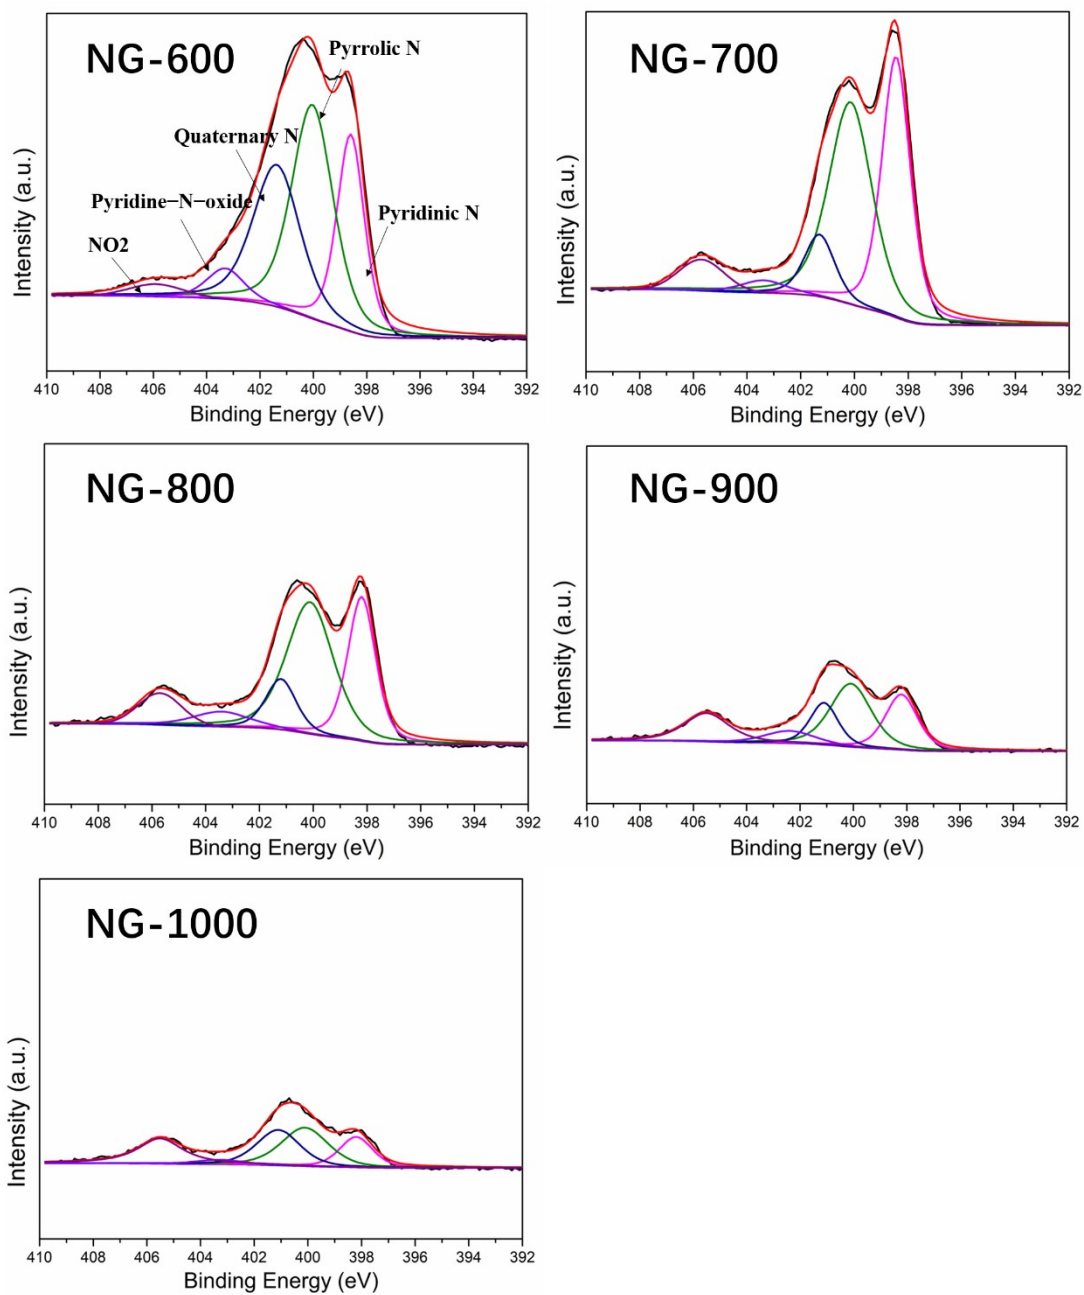 NG-600
Pyrrolic N
Quaternary N
Pyridine−N−oxide
Pyridinic N
NO2
Intensity (a.u.)
410 408 406 404 402 400 398 396 394 392
Binding Energy (eV)
NG-700
Intensity (a.u.)
410 408 406 404 402 400 398 396 394 392
Binding Energy (eV)
NG-800
Intensity (a.u.)
410 408 406 404 402 400 398 396 394 392
Binding Energy (eV)
NG-900
Intensity (a.u.)
410 408 406 404 402 400 398 396 394 392
Binding Energy (eV)
NG-1000
Intensity (a.u.)
410 408 406 404 402 400 398 396 394 392
Binding Energy (eV)